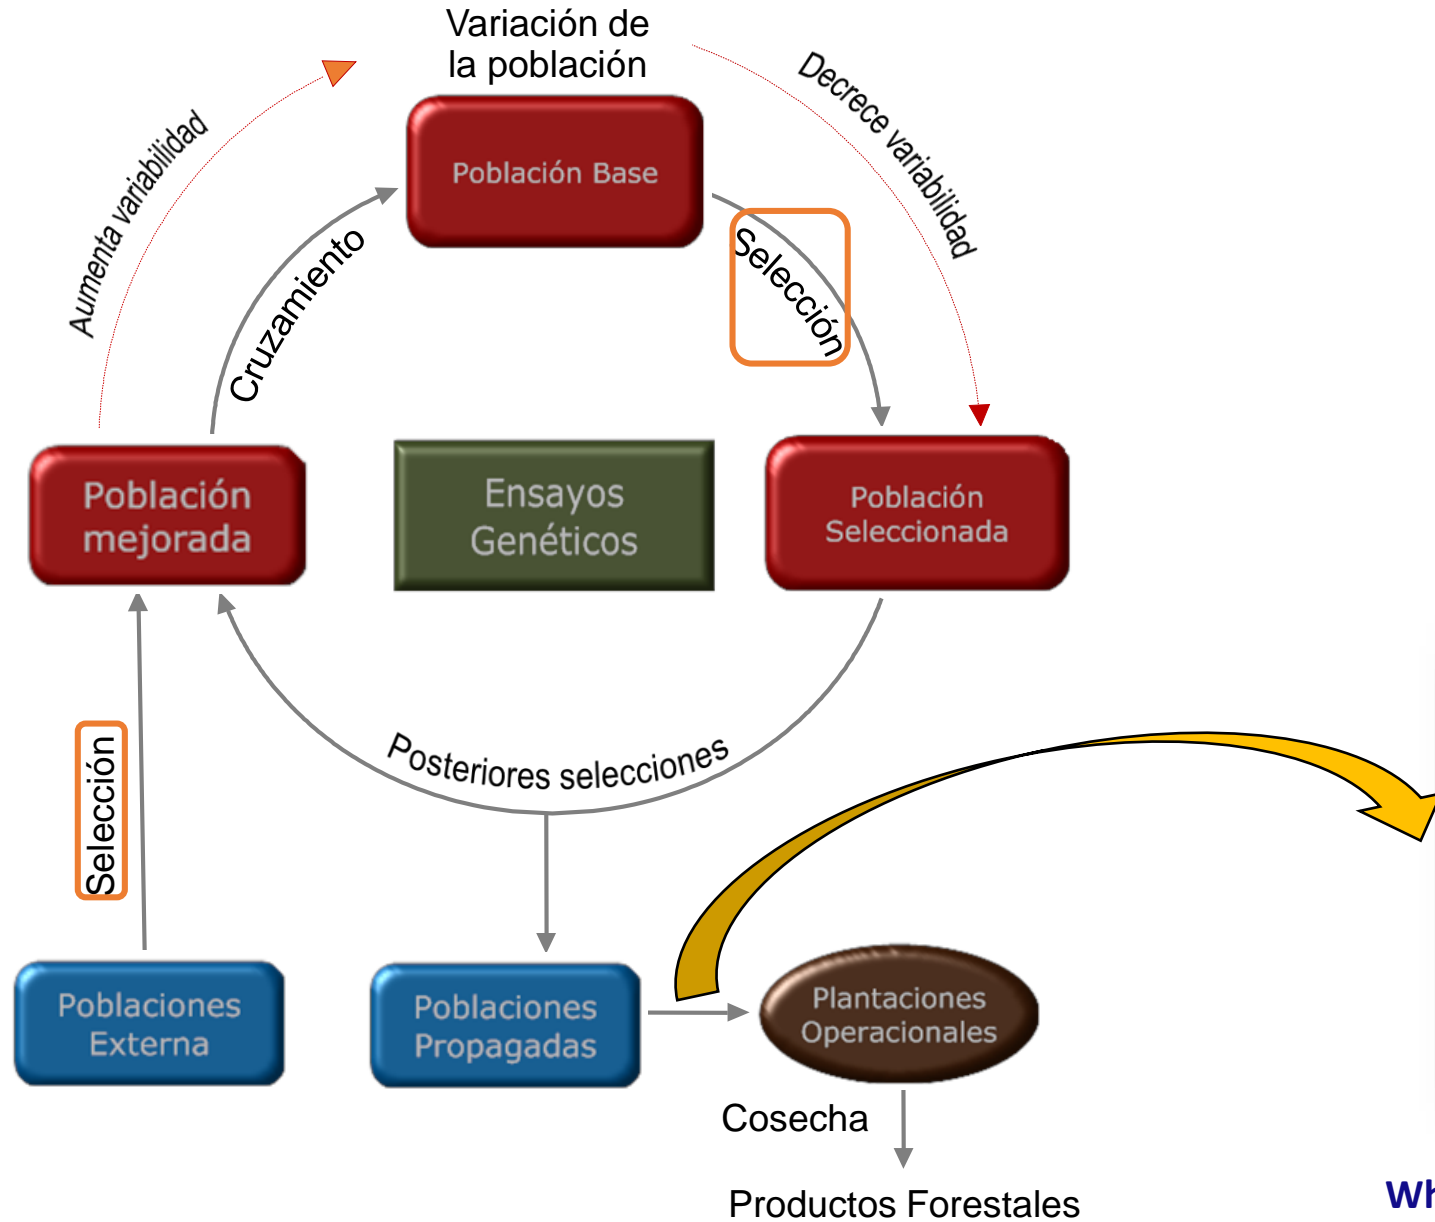 Variación de
la población
Aumenta variabilidad
Decrece variabilidad
Población Base
Cruzamiento
Selección
Población
mejorada
Ensayos
Genéticos
Población
Seleccionada
Selección
Posteriores selecciones
Poblaciones
Externa
Poblaciones
Propagadas
Plantaciones
Operacionales
Cosecha
Productos Forestales